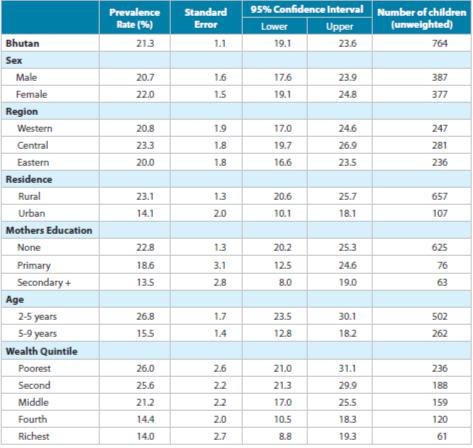 Prevalence Rate (%) Standard Error 95% Confidence Interval Number of children (unweighted)
Lower Upper
Bhutan 21.3 1.1 19.1 23.6 764
Sex
Male 20.7 1.6 17.6 23.9 387
Female 22.0 1.5 19.1 24.8 377
Region
Western 20.8 1.9 17.0 24.6 247
Central 23.3 1.8 19.7 26.9 281
Eastern 20.0 1.8 16.6 23.5 236
Residence
Rural 23.1 1.3 20.6 25.7 657
Urban 14.1 2.0 10.1 18.1 107
Mothers Education
None 22.8 1.3 20.2 25.3 625
Primary 18.6 3.1 12.5 24.6 76
Secondary + 13.5 2.8 8.0 19.0 63
Age
2-5 years 26.8 1.7 23.5 30.1 502
5-9 years 15.5 1.4 12.8 18.2 262
Wealth Quintile
Poorest 26.0 2.6 21.0 31.1 236
Second 25.6 2.2 21.3 29.9 188
Middle 21.2 2.2 17.0 25.5 159
Fourth 14.4 2.0 10.5 18.3 120
Richest 14.0 2.7 8.8 19.3 61